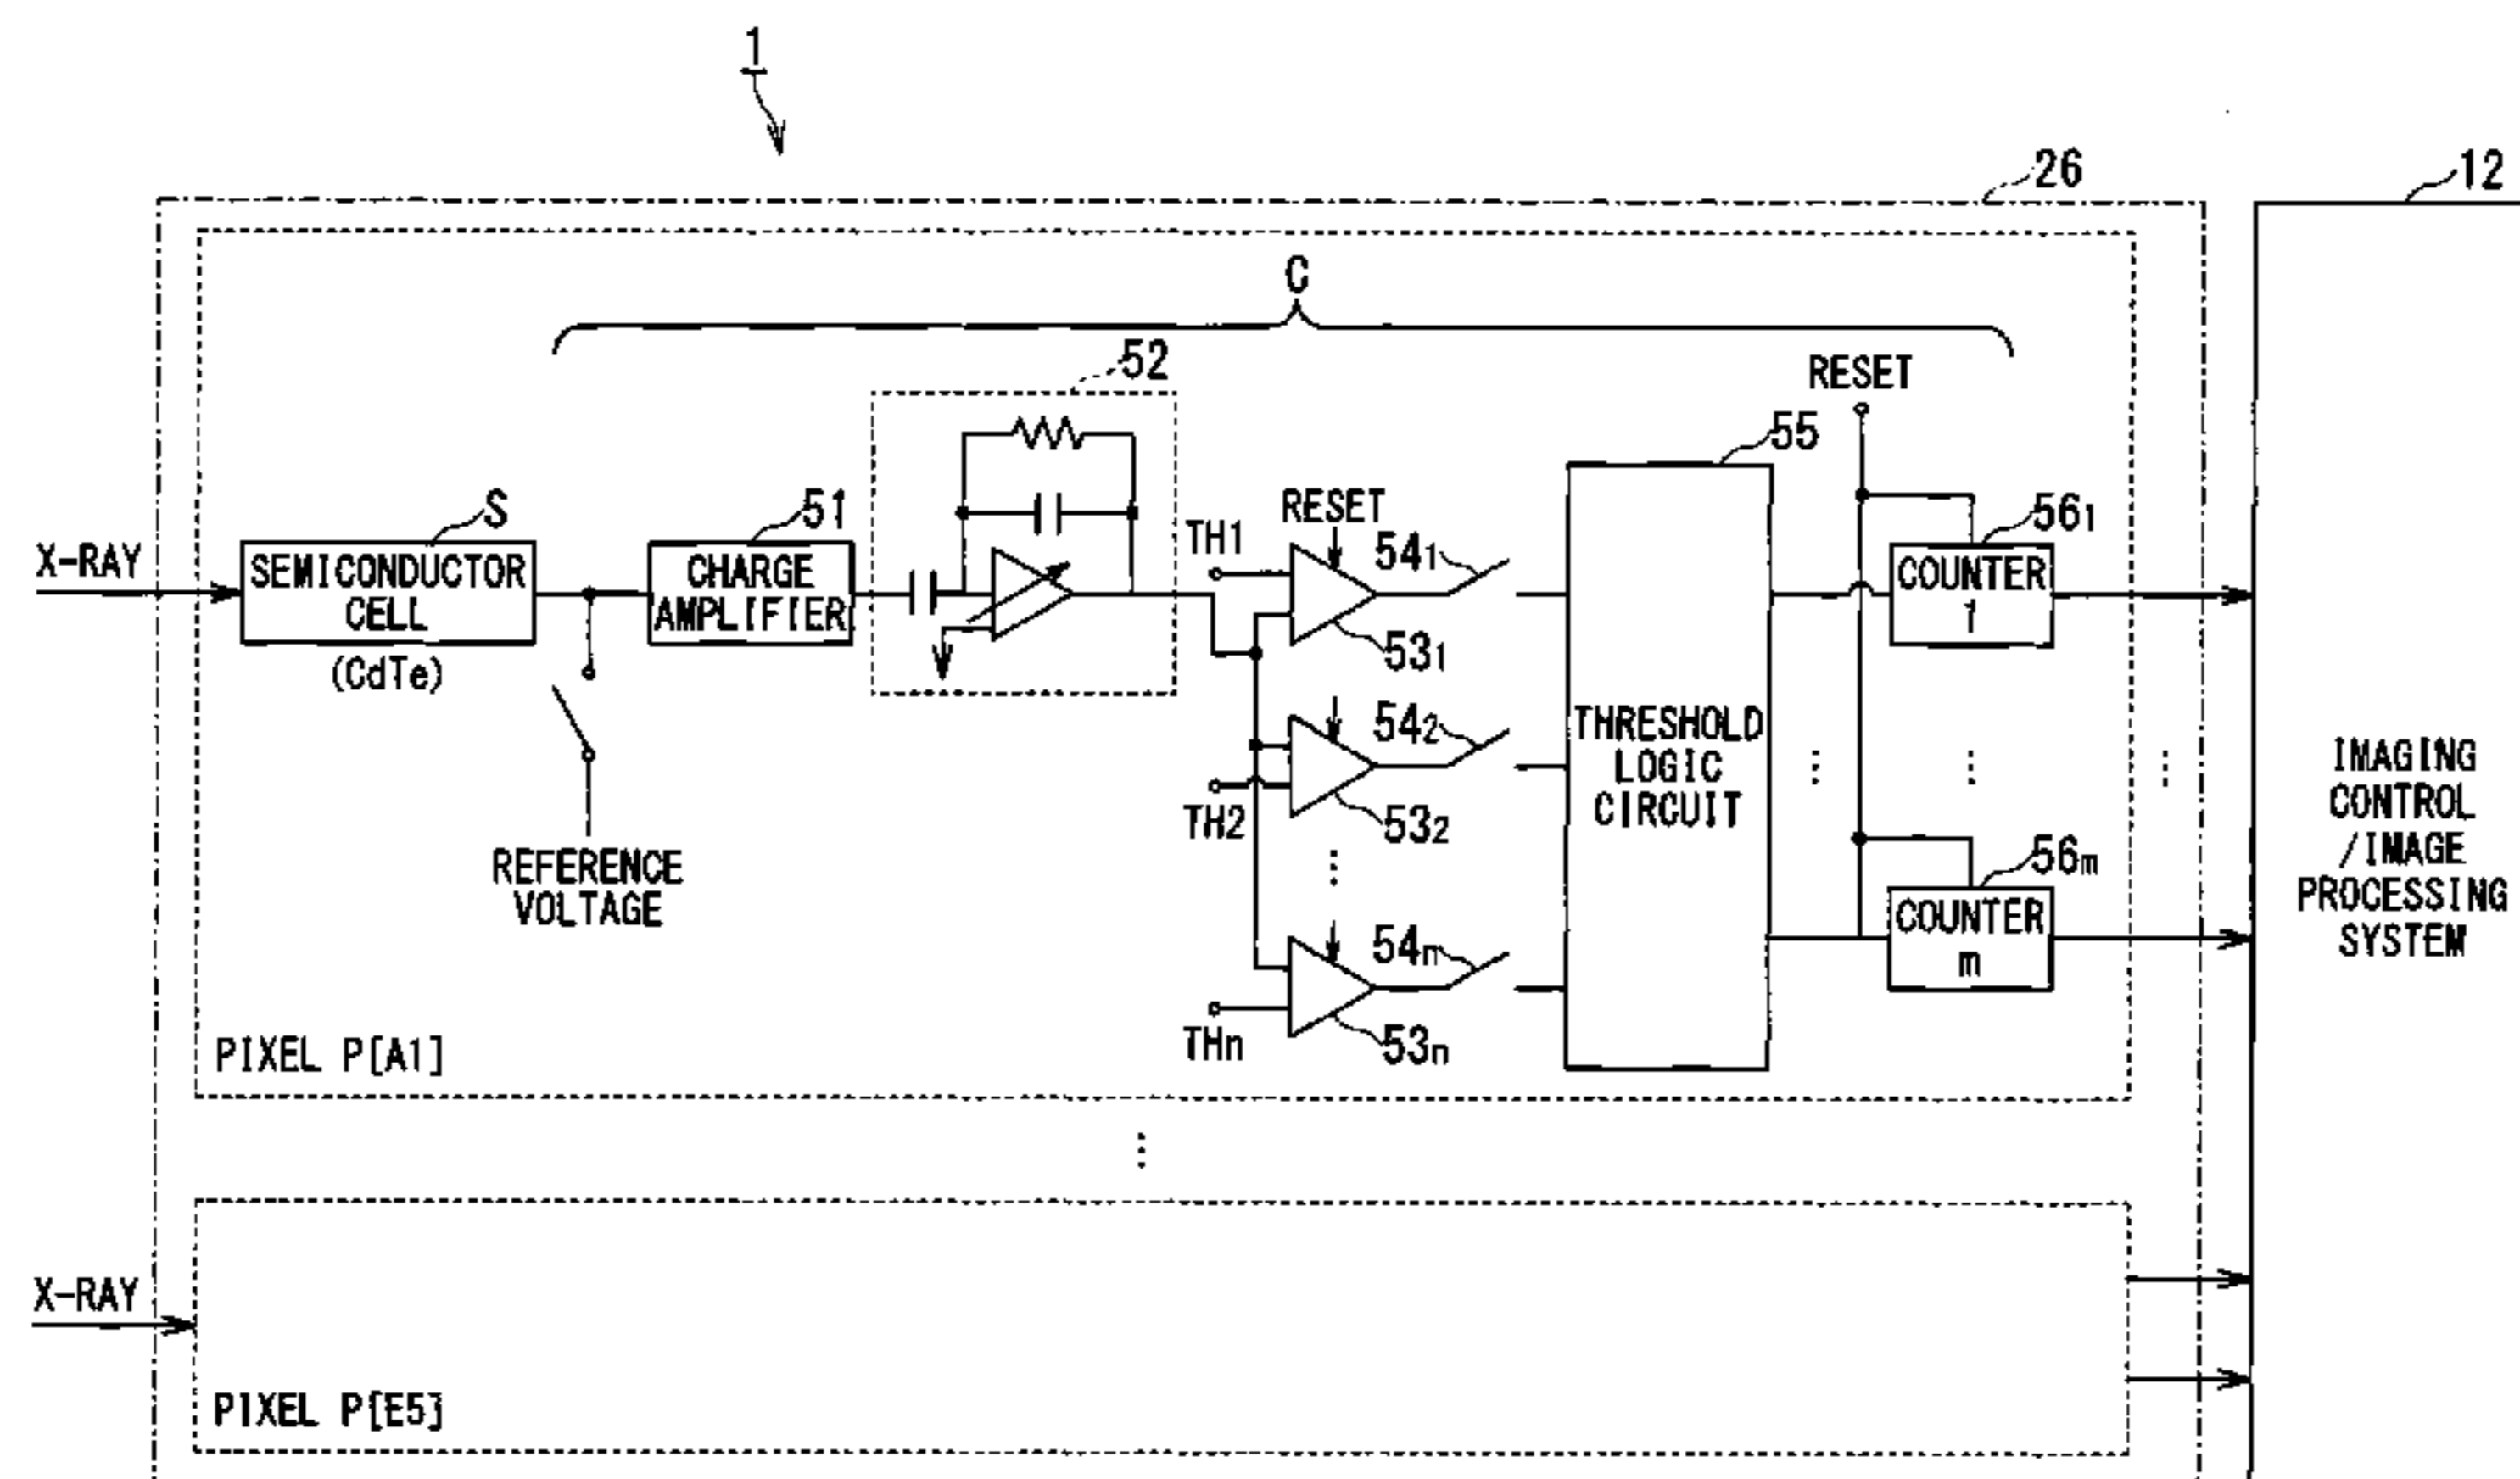 1
26
12
C
52
RESET
55
S
51
RESET
56₁
X-RAY
SEMICONDUCTOR
CELL
(CdTe)
CHARGE
AMPLIFIER
TH1
54₁
53₁
COUNTER
1
REFERENCE
VOLTAGE
TH2
54₂
53₂
THRESHOLD
LOGIC
CIRCUIT
56m
COUNTER
m
THn
54n
53n
IMAGING
CONTROL
/IMAGE
PROCESSING
SYSTEM
PIXEL P[A1]
X-RAY
PIXEL P[E5]